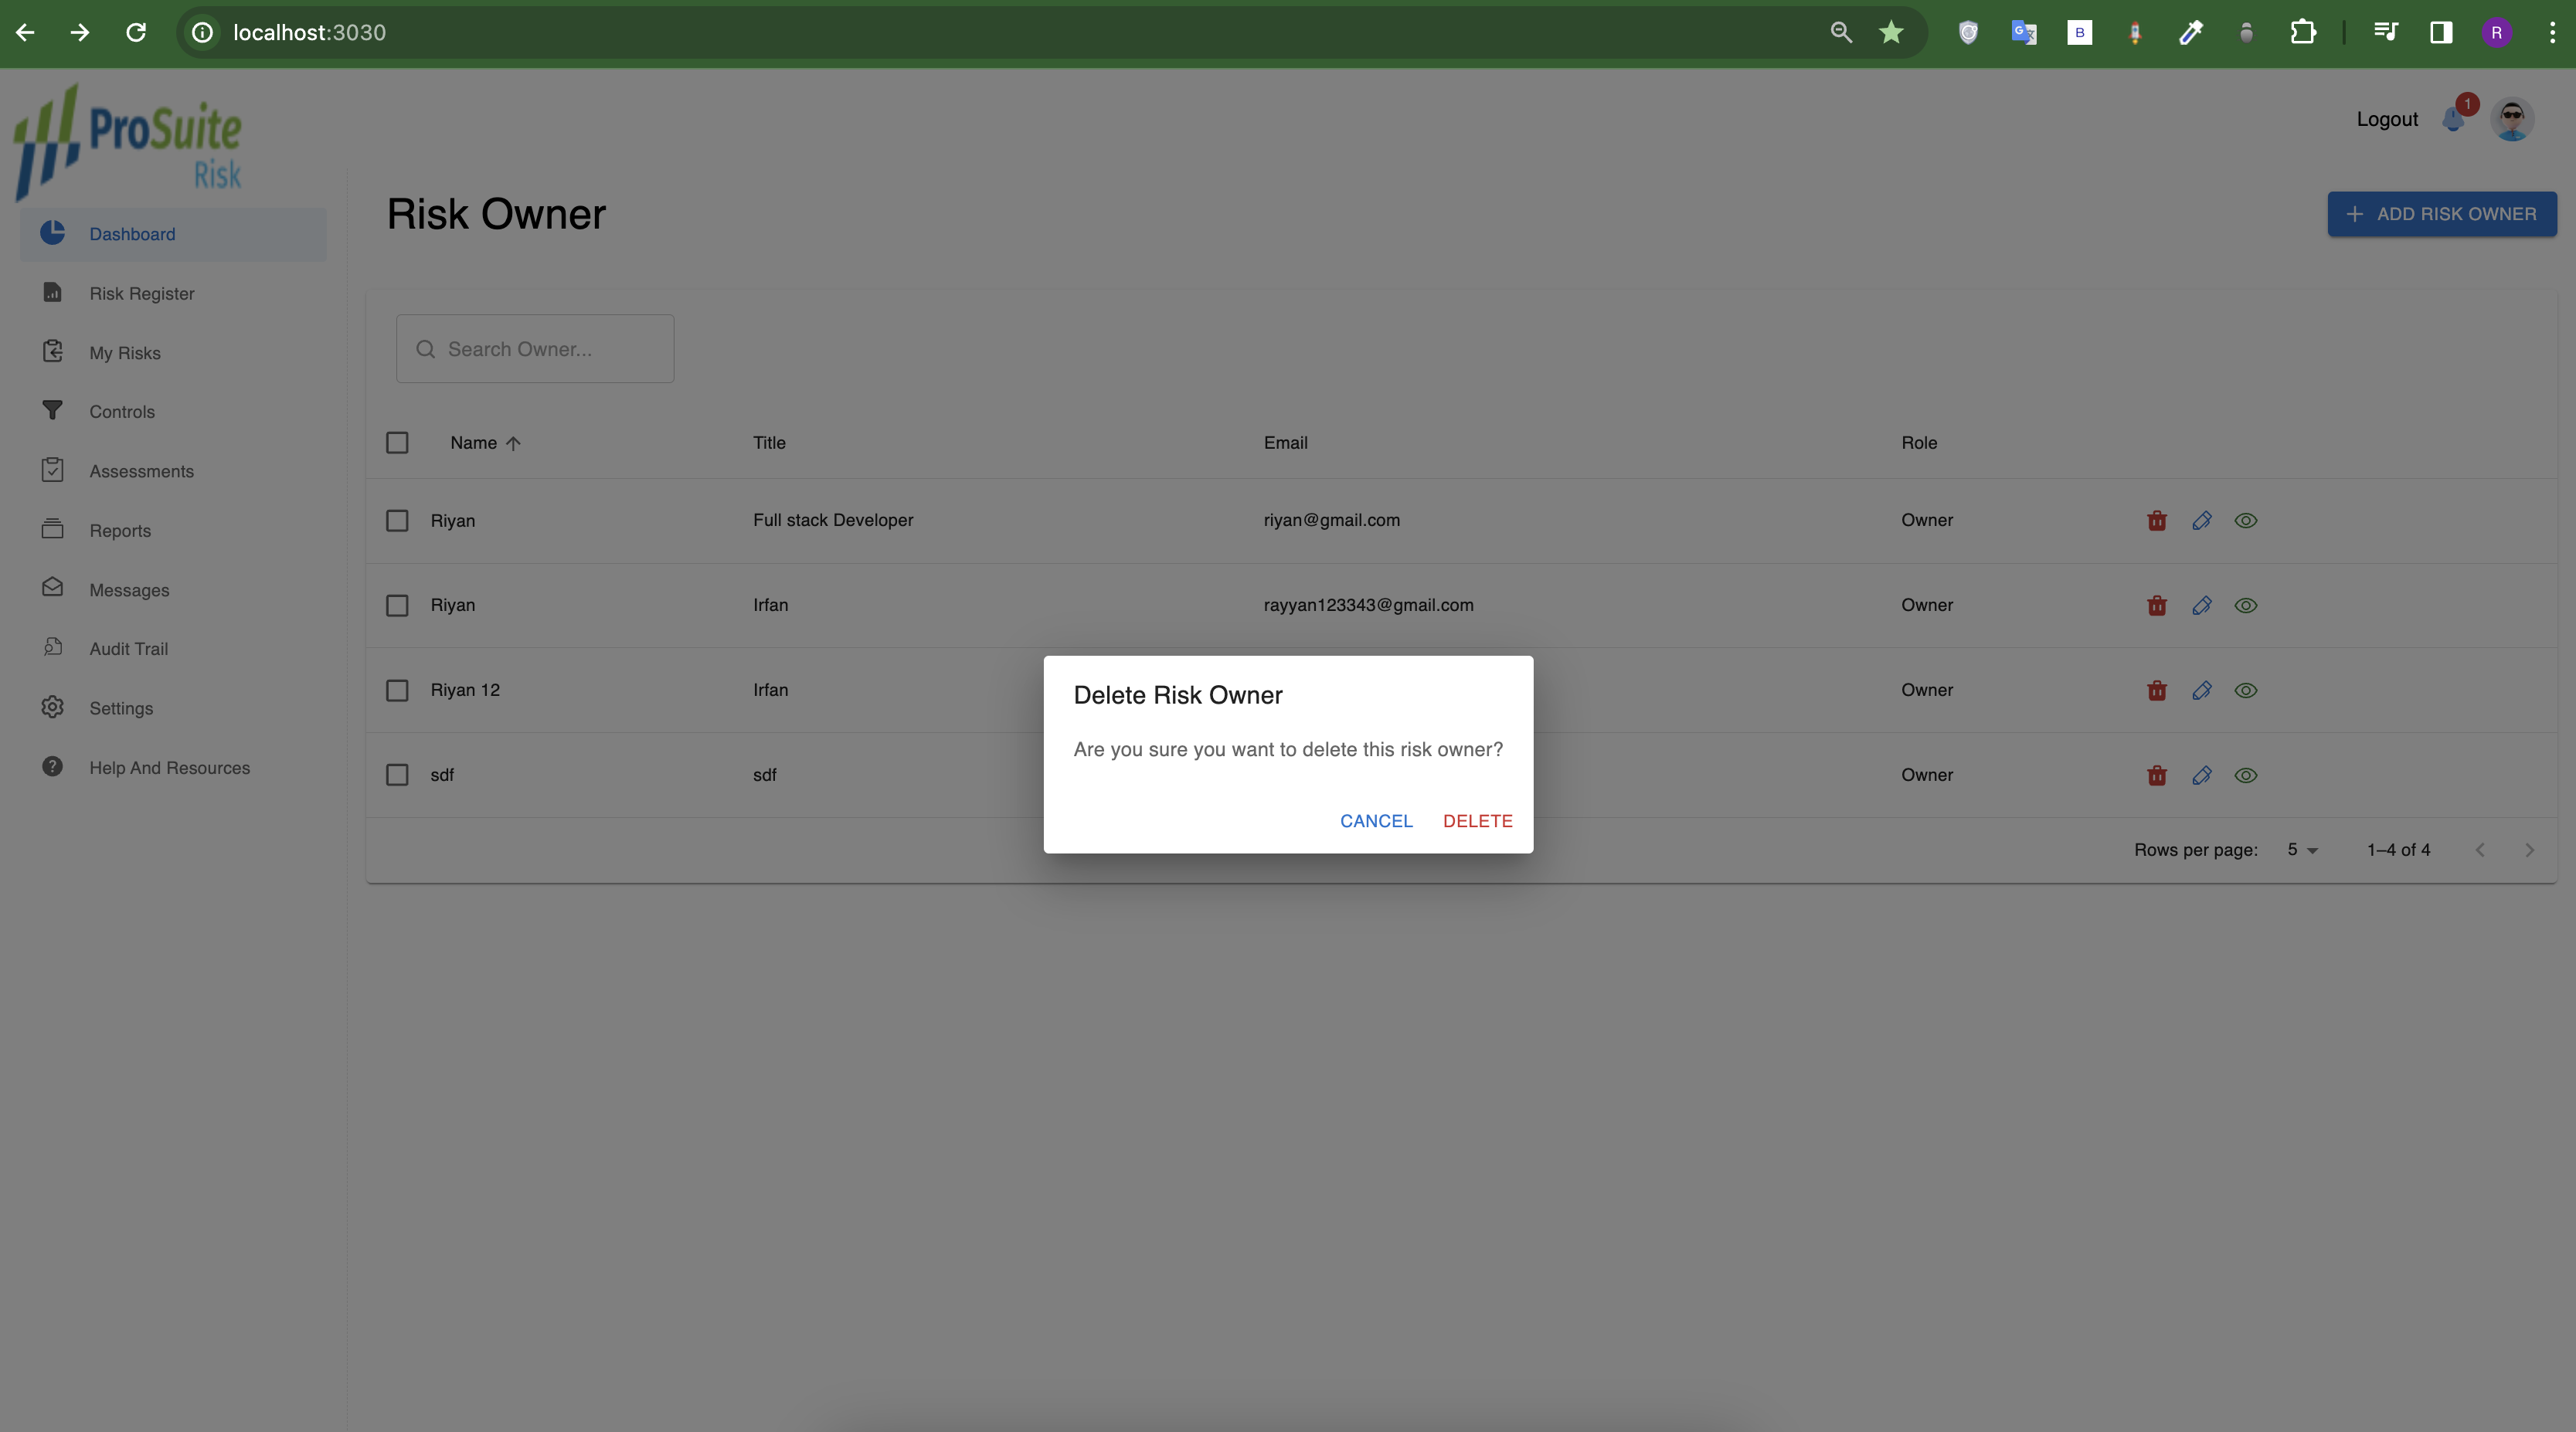 localhost:3030
ProSuite
Risk
Logout
1
R
B
Dashboard
Risk Register
My Risks
Controls
Assessments
Reports
Messages
Audit Trail
Settings
Help And Resources
Risk Owner
ADD RISK OWNER
Search Owner...
Name Title Email Role
Riyan Full stack Developer riyan@gmail.com Owner
Riyan Irfan rayyan123343@gmail.com Owner
Riyan 12 Irfan Owner
sdf sdf Owner
Delete Risk Owner
Are you sure you want to delete this risk owner?
CANCEL DELETE
Rows per page: 5 1–4 of 4